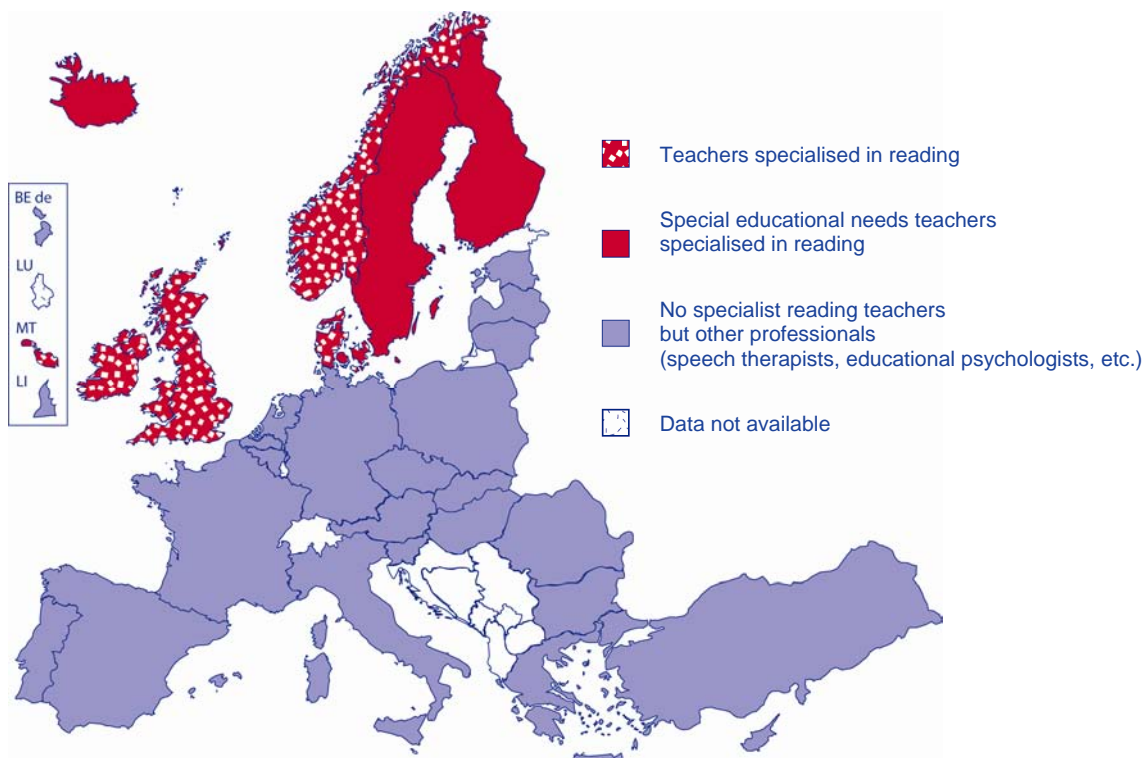 BE de
LU
MT
LI
Teachers specialised in reading
Special educational needs teachers
specialised in reading
No specialist reading teachers
but other professionals
(speech therapists, educational psychologists, etc.)
Data not available